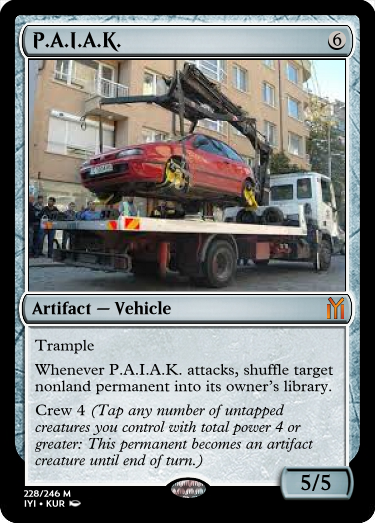 P.A.I.A.K.
6
Artifact — Vehicle
Trample
Whenever P.A.I.A.K. attacks, shuffle target
nonland permanent into its owner's library.
Crew 4 (Tap any number of untapped
creatures you control with total power 4 or
greater: This permanent becomes an artifact
creature until end of turn.)
5/5
228/246 M
IYI • KUR